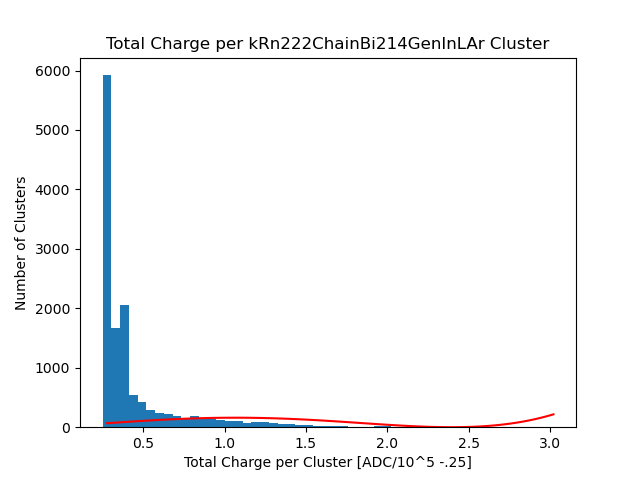 Total Charge per kRn222ChainBi214GenInLAr Cluster
6000
5000
4000
3000
2000
1000
0
Number of Clusters
0.5 1.0 1.5 2.0 2.5 3.0
Total Charge per Cluster [ADC/10^5 -.25]